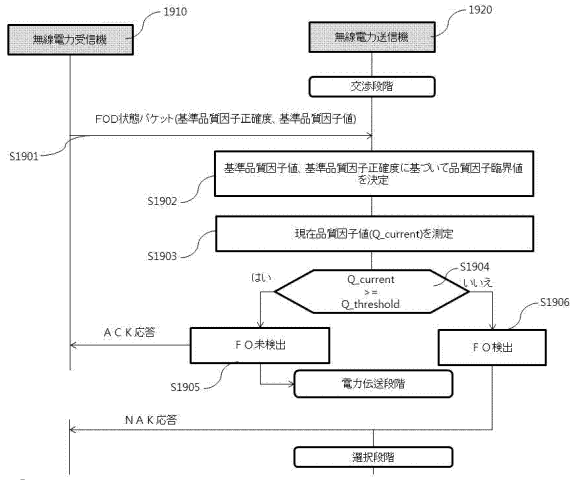 1910
1920
無線電力受信機
無線電力送信機
交渉段階
FOD状態パケット(基準品質因子正確度、基準品質因子値)
S1901
基準品質因子値、基準品質因子正確度に基づいて品質因子臨界値
を決定
S1902
現在品質因子値(Q_current)を測定
S1903
Q_current
>=
Q_threshold
S1904
はい
いいえ
S1906
ACK応答
FO未検出
FO検出
S1905
電力伝送段階
NAK応答
選択段階